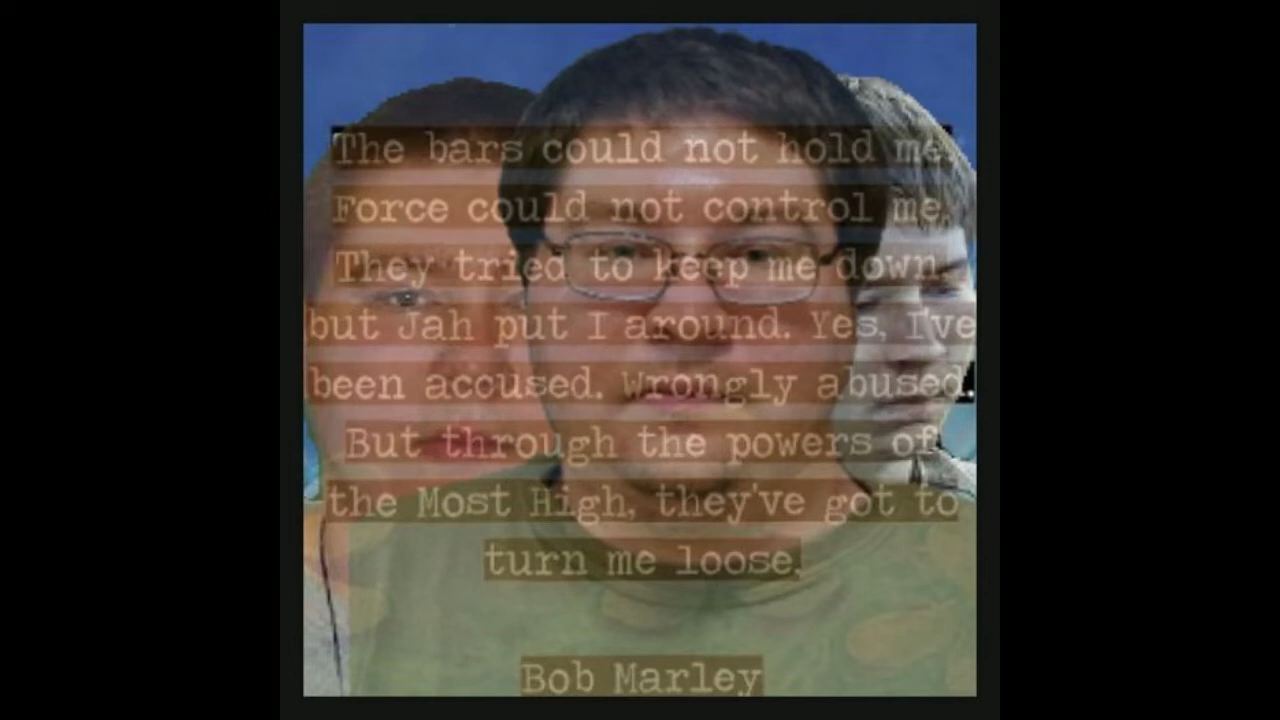 The bars could not hold me.
Force could not control me.
They tried to keep me down
but Jah put I around. Yes, I've
been accused. Wrongly abused.
But through the powers of
the Most High, they've got to
turn me loose.
Bob Marley